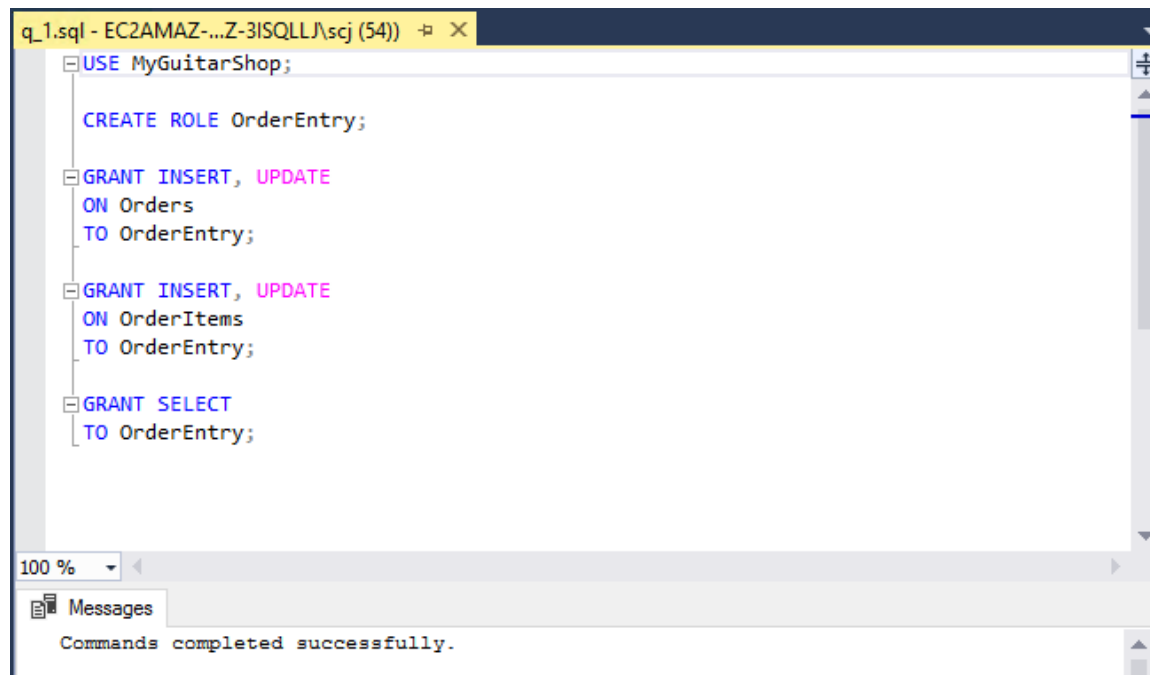 q_1.sql - EC2AMAZ-...Z-3ISQLLJ\scj (54))
USE MyGuitarShop;
CREATE ROLE OrderEntry;
GRANT INSERT, UPDATE
ON Orders
TO OrderEntry;
GRANT INSERT, UPDATE
ON OrderItems
TO OrderEntry;
GRANT SELECT
TO OrderEntry;
100 %
Messages
Commands completed successfully.